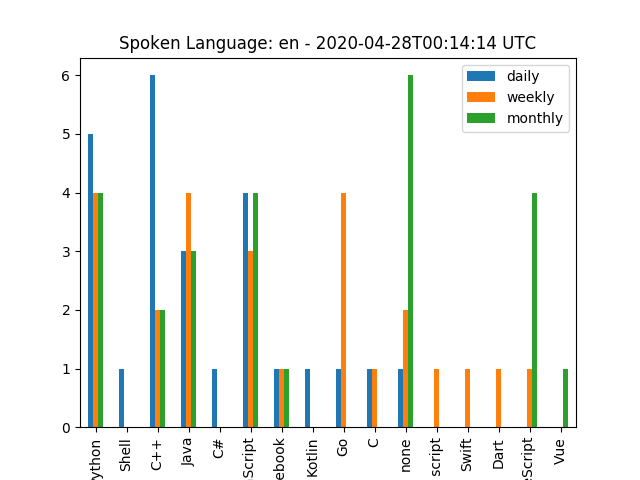 Spoken Language: en - 2020-04-28T00:14:14 UTC
daily
weekly
monthly
6
5
4
3
2
1
0
ython
Shell
C++
Java
C#
Script
ebook
Kotlin
Go
C
none
script
Swift
Dart
Script
Vue